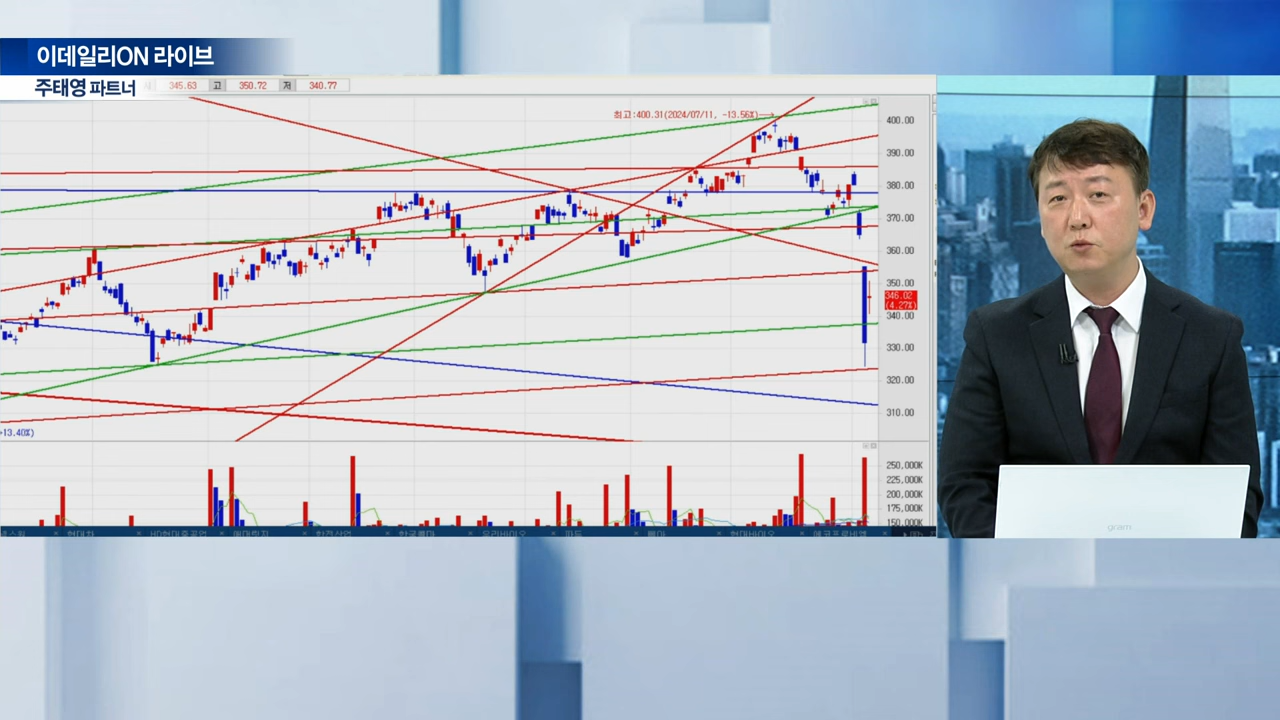 이데일리ON 라이브
주태영 파트너
345.63 고 350.72 저 340.77
최고:400.31(2024/07/11, -13.56%)
400.00
390.00
380.00
370.00
360.00
350.00
346.02
(4.27%)
340.00
330.00
320.00
310.00
+13.40%)
250,000K
225,000K
200,000K
175,000K
150,000K
gram